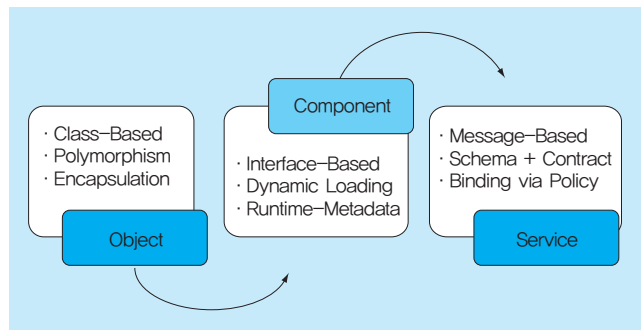 · Class-Based
· Polymorphism
· Encapsulation
Object
Component
· Interface-Based
· Dynamic Loading
· Runtime-Metadata
· Message-Based
· Schema + Contract
· Binding via Policy
Service